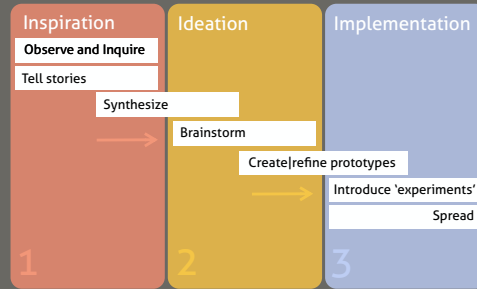 Inspiration
Ideation
Implementation
Observe and Inquire
Tell stories
Synthesize
Brainstorm
Create|refine prototypes
Introduce ‘experiments’
Spread
1
2
3